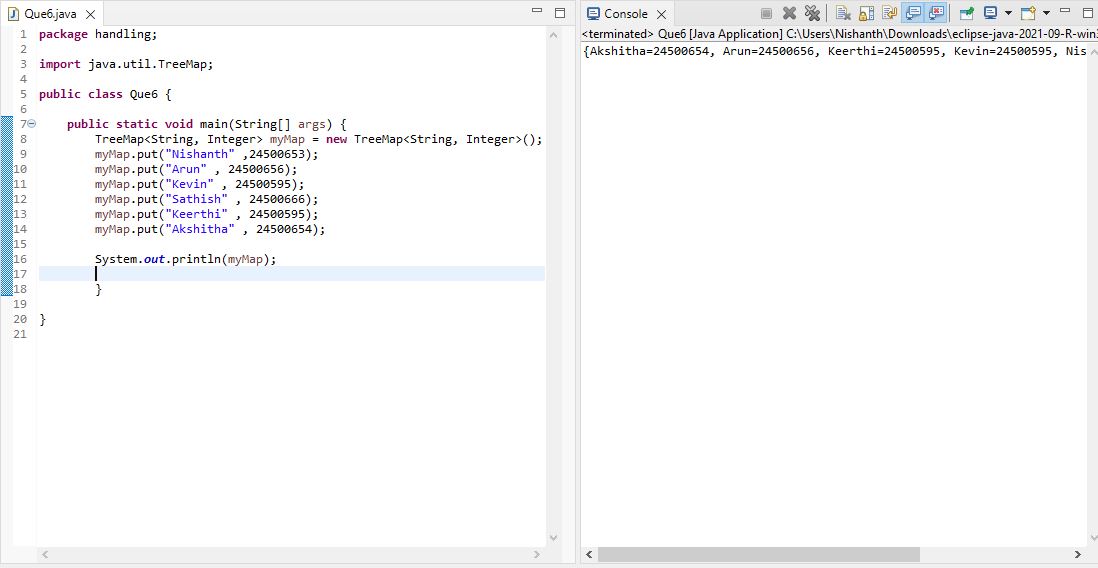 Que6.java
1 package handling;
2
3 import java.util.TreeMap;
4
5 public class Que6 {
6
7 public static void main(String[] args) {
8 TreeMap<String, Integer> myMap = new TreeMap<String, Integer>();
9 myMap.put("Nishanth" ,24500653);
10 myMap.put("Arun" , 24500656);
11 myMap.put("Kevin" , 24500595);
12 myMap.put("Sathish" , 24500666);
13 myMap.put("Keerthi" , 24500595);
14 myMap.put("Akshitha" , 24500654);
15
16 System.out.println(myMap);
17
18 }
19
20 }
21
Console
<terminated> Que6 [Java Application] C:\Users\Nishanth\Downloads\eclipse-java-2021-09-R-win3
{Akshitha=24500654, Arun=24500656, Keerthi=24500595, Kevin=24500595, Nis